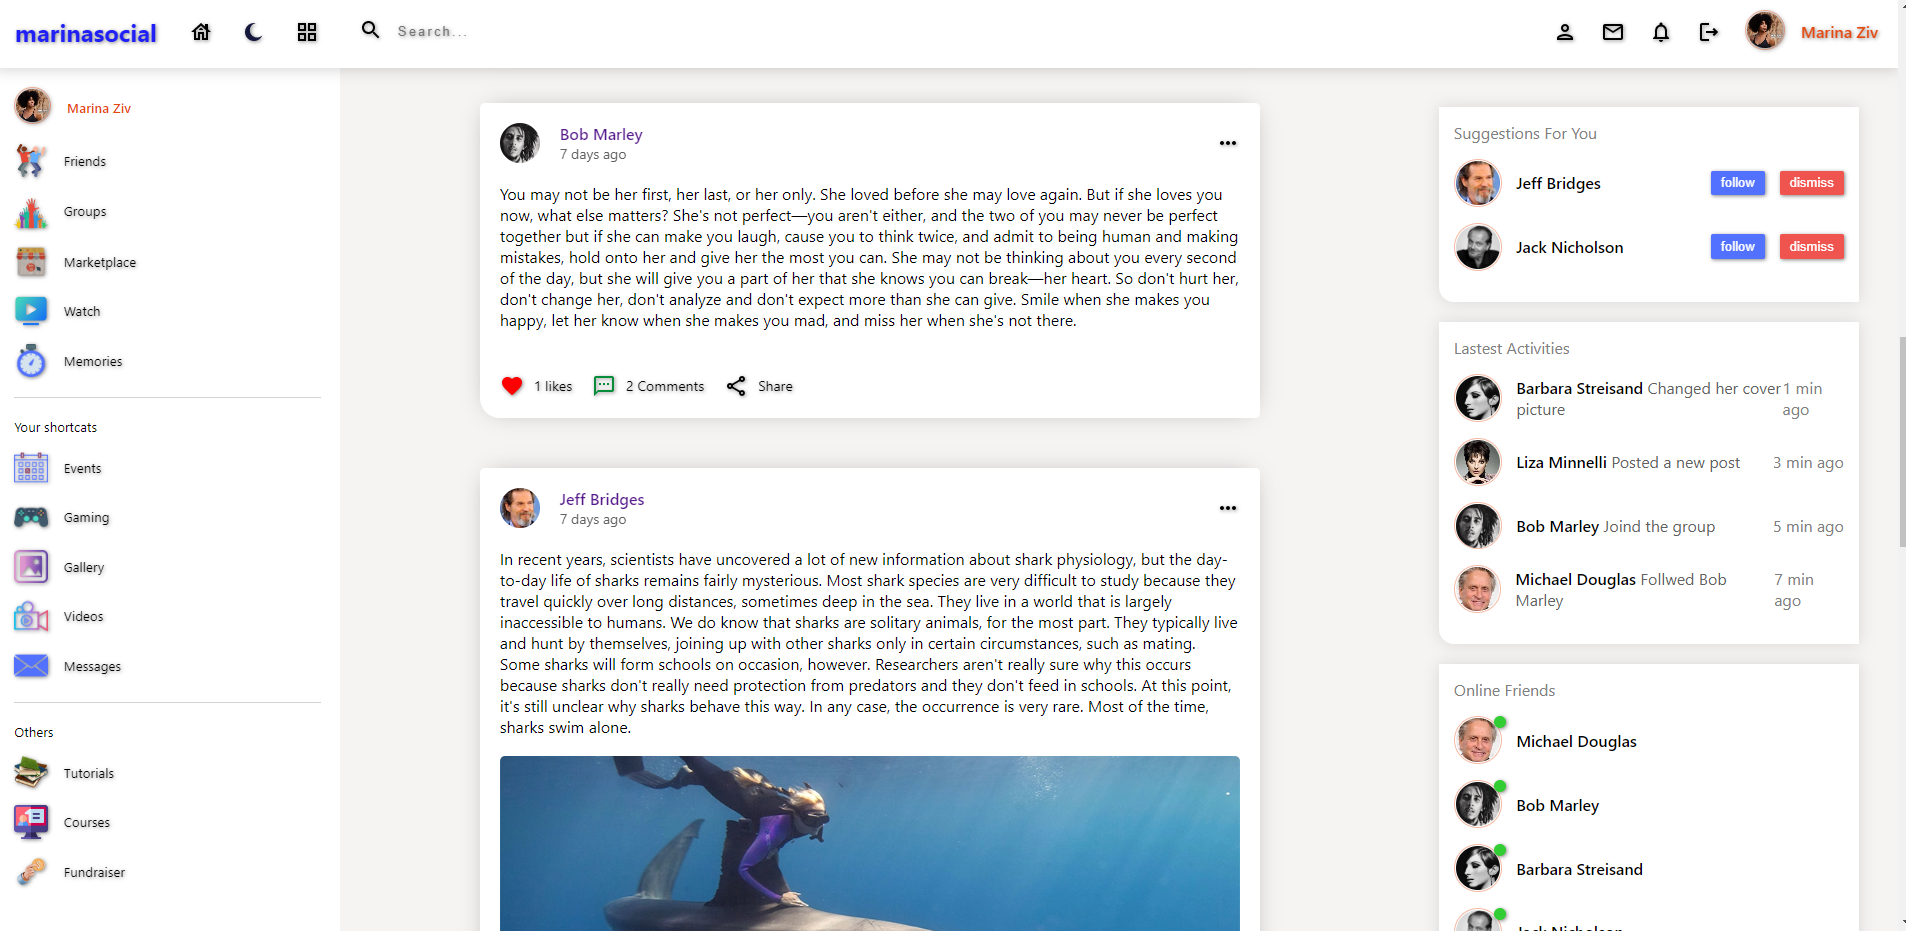 marinasocial
Search...
Marina Ziv
Marina Ziv
Friends
Groups
Marketplace
Watch
Memories
Your shortcats
Events
Gaming
Gallery
Videos
Messages
Others
Tutorials
Courses
Fundraiser
Bob Marley
7 days ago
You may not be her first, her last, or her only. She loved before she may love again. But if she loves you
now, what else matters? She's not perfect—you aren't either, and the two of you may never be perfect
together but if she can make you laugh, cause you to think twice, and admit to being human and making
mistakes, hold onto her and give her the most you can. She may not be thinking about you every second
of the day, but she will give you a part of her that she knows you can break—her heart. So don't hurt her,
don't change her, don't analyze and don't expect more than she can give. Smile when she makes you
happy, let her know when she makes you mad, and miss her when she's not there.
1 likes
2 Comments
Share
Jeff Bridges
7 days ago
In recent years, scientists have uncovered a lot of new information about shark physiology, but the day-
to-day life of sharks remains fairly mysterious. Most shark species are very difficult to study because they
travel quickly over long distances, sometimes deep in the sea. They live in a world that is largely
inaccessible to humans. We do know that sharks are solitary animals, for the most part. They typically live
and hunt by themselves, joining up with other sharks only in certain circumstances, such as mating.
Some sharks will form schools on occasion, however. Researchers aren't really sure why this occurs
because sharks don't really need protection from predators and they don't feed in schools. At this point,
it's still unclear why sharks behave this way. In any case, the occurrence is very rare. Most of the time,
sharks swim alone.
Suggestions For You
Jeff Bridges follow dismiss
Jack Nicholson follow dismiss
Lastest Activities
Barbara Streisand Changed her cover 1 min
picture ago
Liza Minnelli Posted a new post 3 min ago
Bob Marley Joind the group 5 min ago
Michael Douglas Follwed Bob 7 min
Marley ago
Online Friends
Michael Douglas
Bob Marley
Barbara Streisand
Jack Nicholson